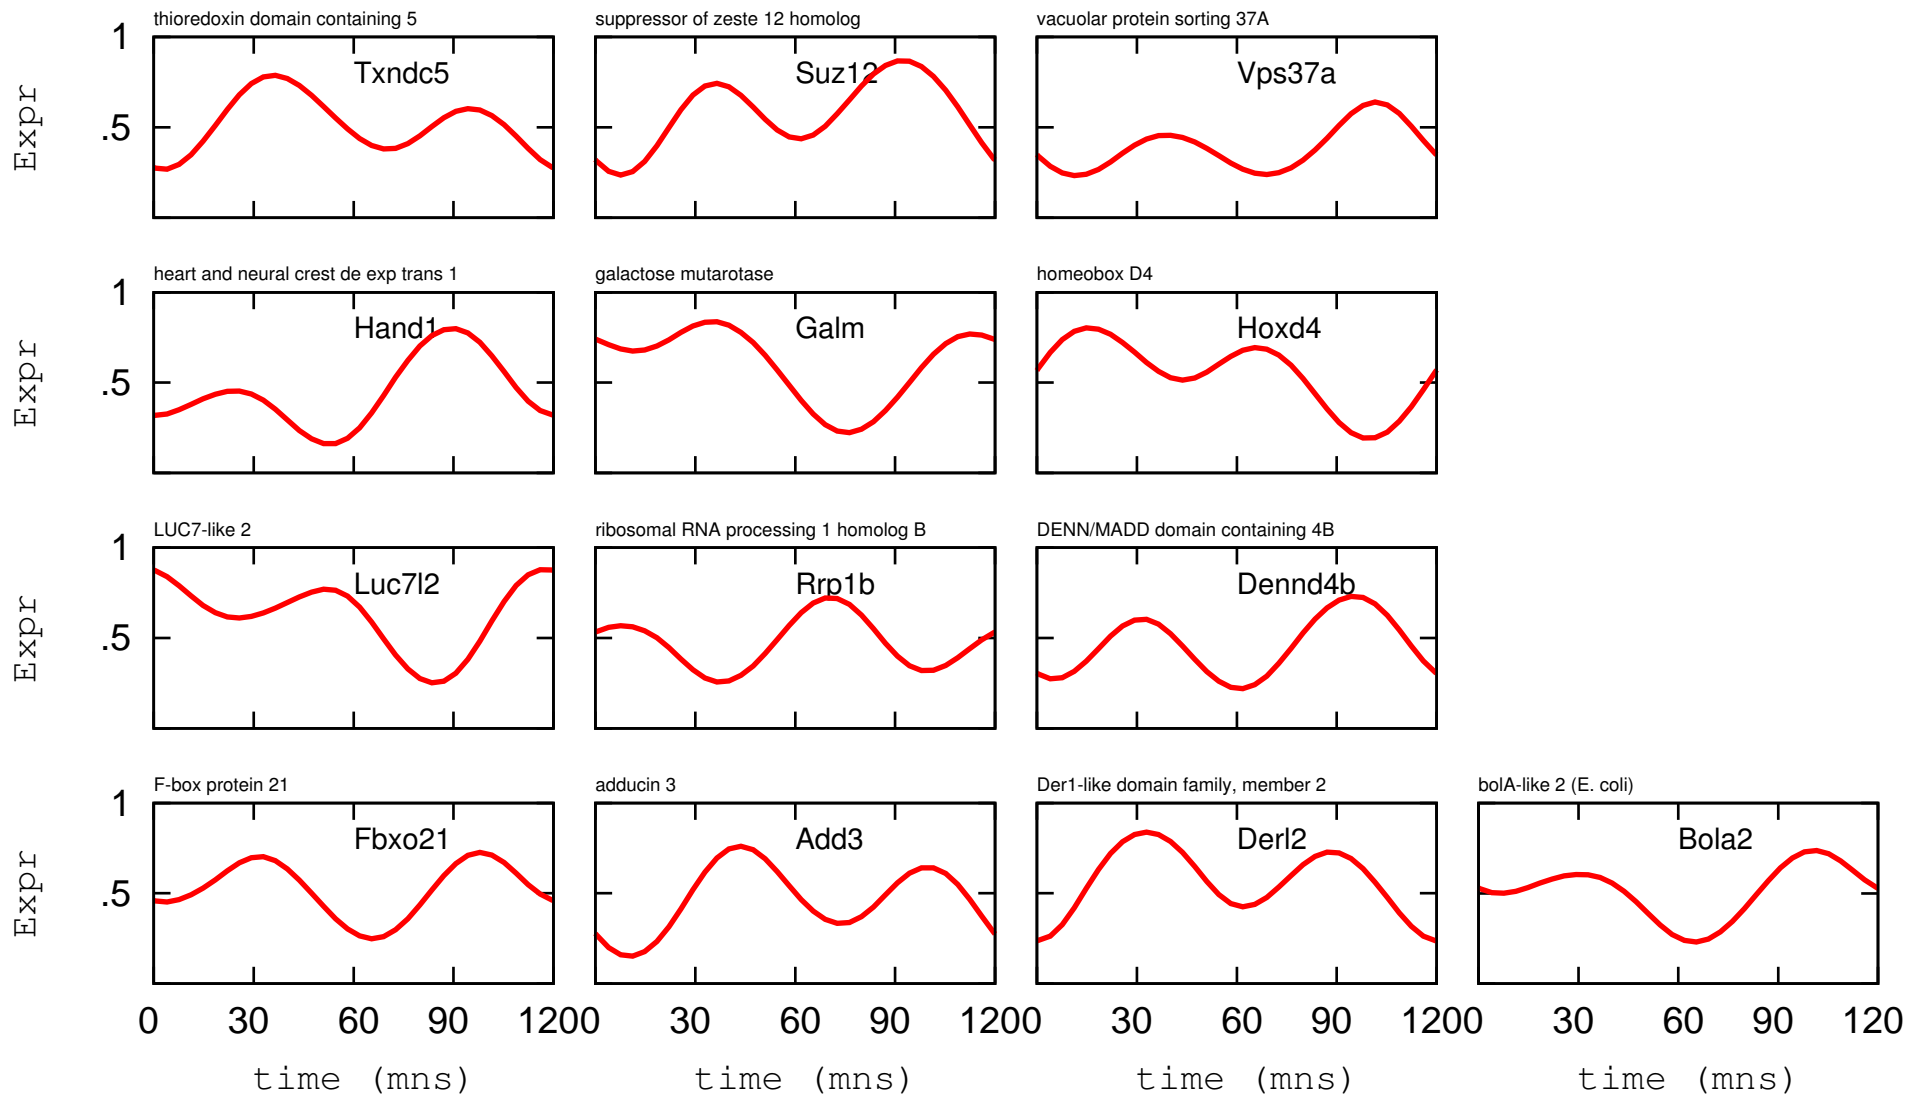 thioredoxin domain containing 5 suppressor of zeste 12 homolog vacuolar protein sorting 37A
1
Txndc5 Suz12 Vps37a
Expr
.5
heart and neural crest de exp trans 1 galactose mutarotase homeobox D4
1
Hand1 Galm Hoxd4
Expr
.5
LUC7-like 2 ribosomal RNA processing 1 homolog B DENN/MADD domain containing 4B
1
Luc7l2 Rrp1b Dennd4b
Expr
.5
F-box protein 21 adducin 3 Der1-like domain family, member 2 bolA-like 2 (E. coli)
1
Fbxo21 Add3 Derl2 Bola2
Expr
.5
0 30 60 90 1200 30 60 90 1200 30 60 90 1200 30 60 90 120
time (mns) time (mns) time (mns) time (mns)